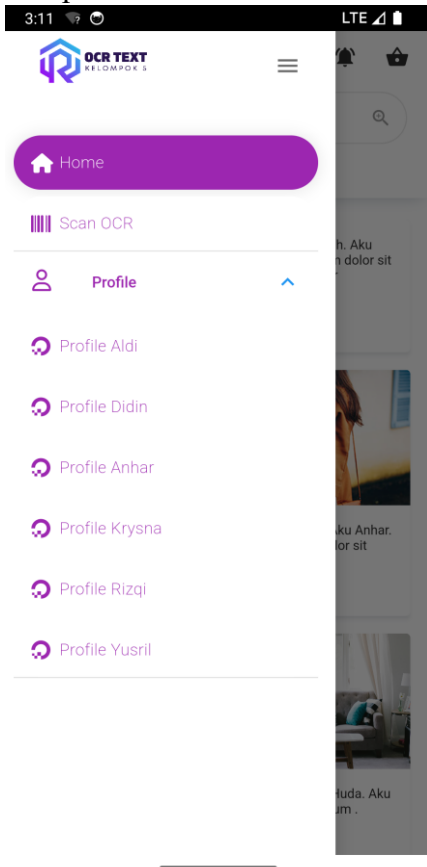 3:11
LTE
OCR TEXT
KELOMPOK 5
Home
Scan OCR
Profile
Profile Aldi
Profile Didin
Profile Anhar
Profile Krysna
Profile Rizqi
Profile Yusril
h. Aku
dolor sit
Aku Anhar.
lor sit
Huda. Aku
um .